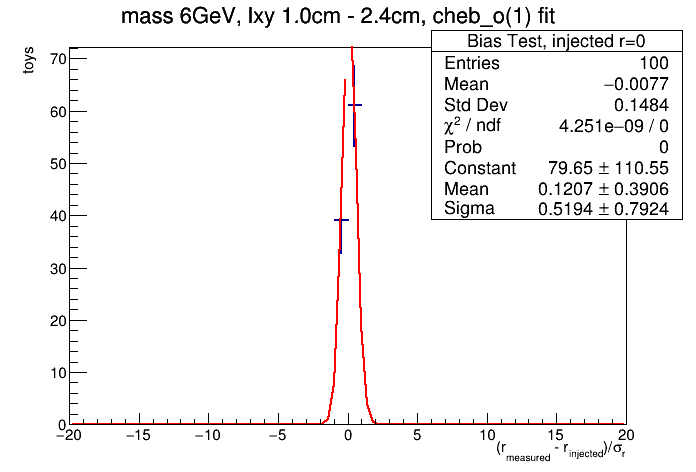 mass 6GeV, lxy 1.0cm - 2.4cm, cheb_o(1) fit
toys
Bias Test, injected r=0
Entries 100
Mean −0.0077
Std Dev 0.1484
χ² / ndf 4.251e−09 / 0
Prob 0
Constant 79.65 ± 110.55
Mean 0.1207 ± 0.3906
Sigma 0.5194 ± 0.7924
70
60
50
40
30
20
10
0
−20 −15 −10 −5 0 5 10 15 20
(r_measured - r_injected)/σ_r